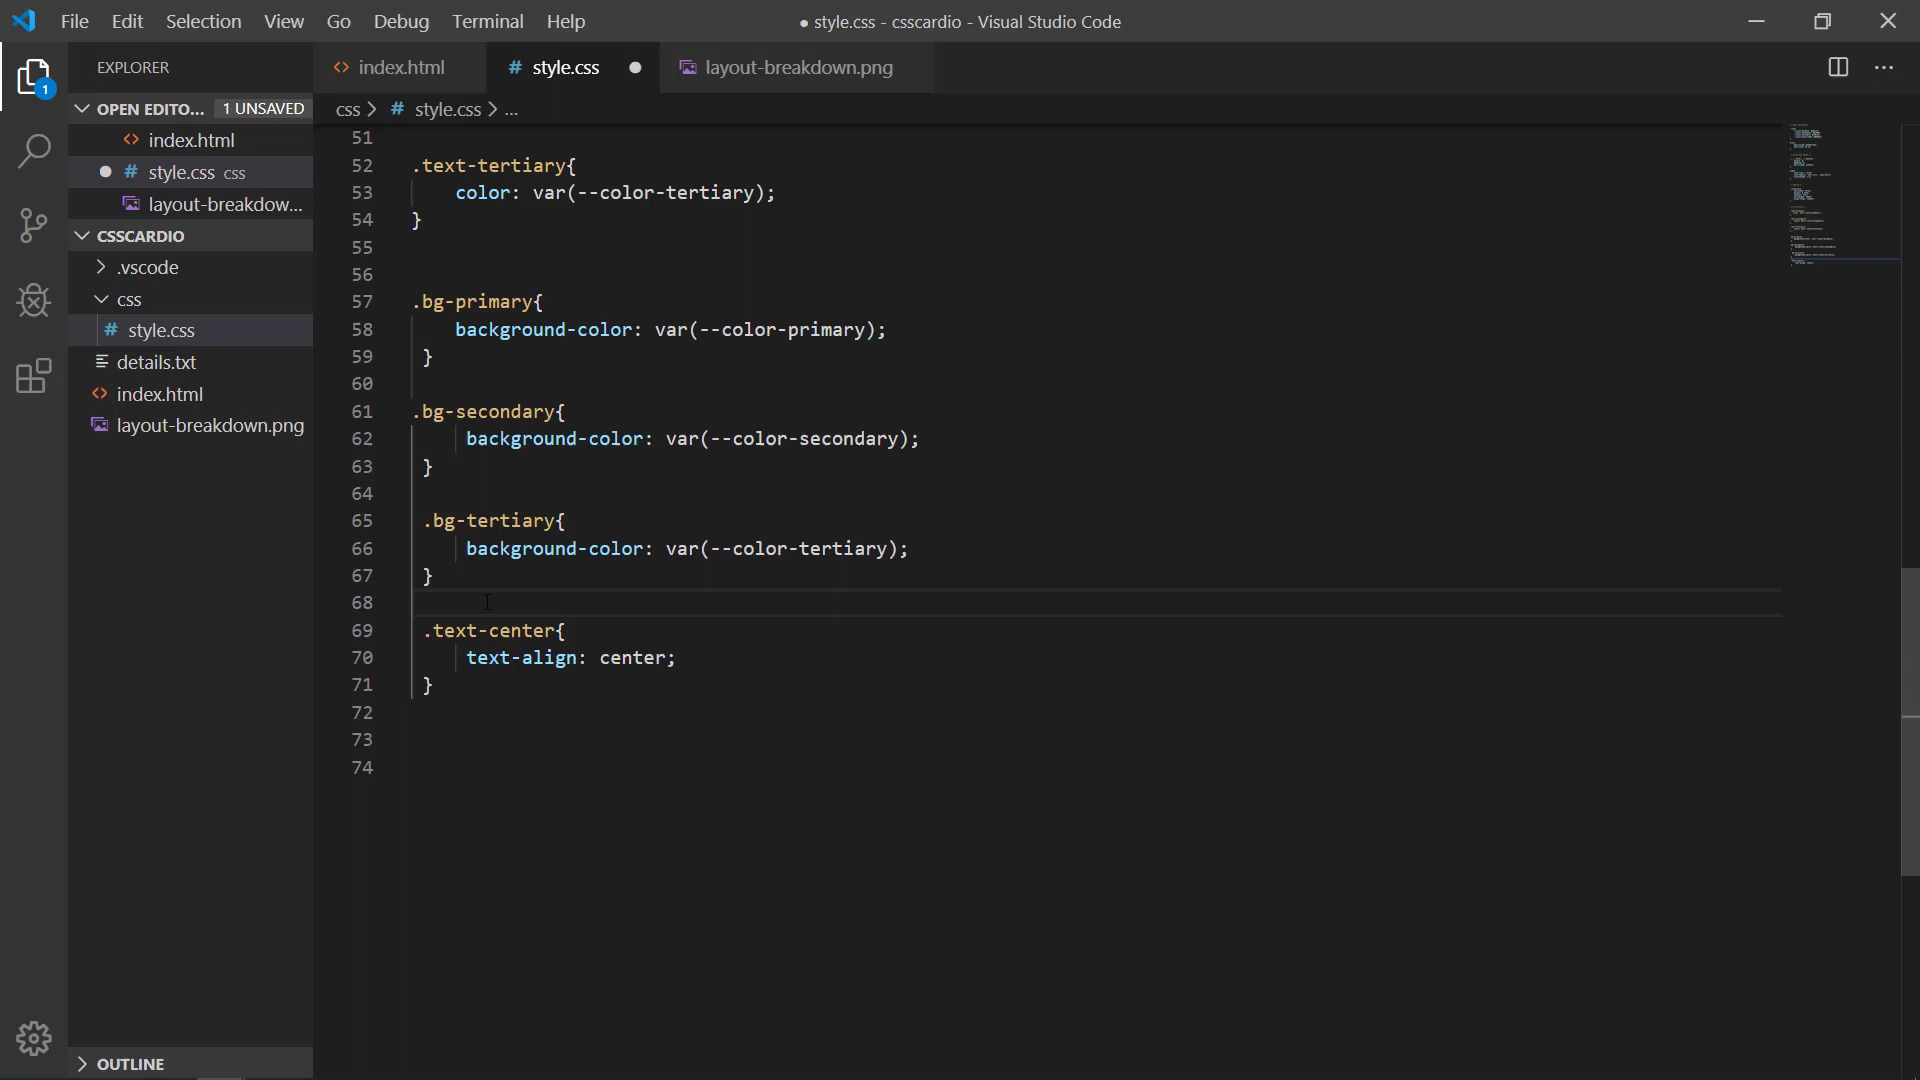 File Edit Selection View Go Debug Terminal Help
● style.css - csscardio - Visual Studio Code
EXPLORER
OPEN EDITO... 1 UNSAVED
index.html
style.css css
layout-breakdow...
CSSCARDIO
.vscode
css
style.css
details.txt
index.html
layout-breakdown.png
OUTLINE
1
index.html
style.css
layout-breakdown.png
css > # style.css > ...
51
52 .text-tertiary{
53 color: var(--color-tertiary);
54 }
55
56
57 .bg-primary{
58 background-color: var(--color-primary);
59 }
60
61 .bg-secondary{
62 background-color: var(--color-secondary);
63 }
64
65 .bg-tertiary{
66 background-color: var(--color-tertiary);
67 }
68
69 .text-center{
70 text-align: center;
71 }
72
73
74